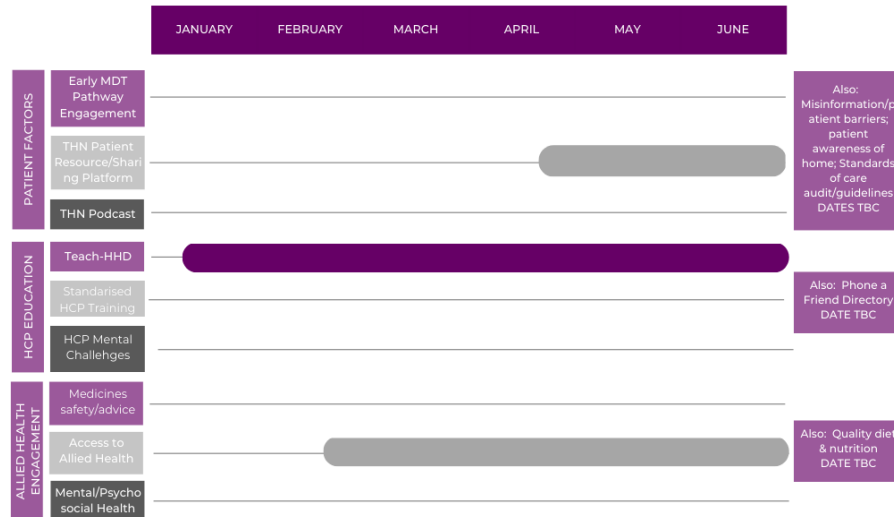 JANUARY FEBRUARY MARCH APRIL MAY JUNE
PATIENT FACTORS
Early MDT
Pathway
Engagement
THN Patient
Resource/Shari
ng Platform
THN Podcast
Also:
Misinformation/p
atient barriers;
patient
awareness of
home; Standards
of care
audit/guidelines
DATES TBC
HCP EDUCATION
Teach-HHD
Standarised
HCP Training
HCP Mental
Challehges
Also: Phone a
Friend Directory
DATE TBC
ALLIED HEALTH
ENGAGEMENT
Medicines
safety/advice
Access to
Allied Health
Mental/Psycho
social Health
Also: Quality diet
& nutrition
DATE TBC